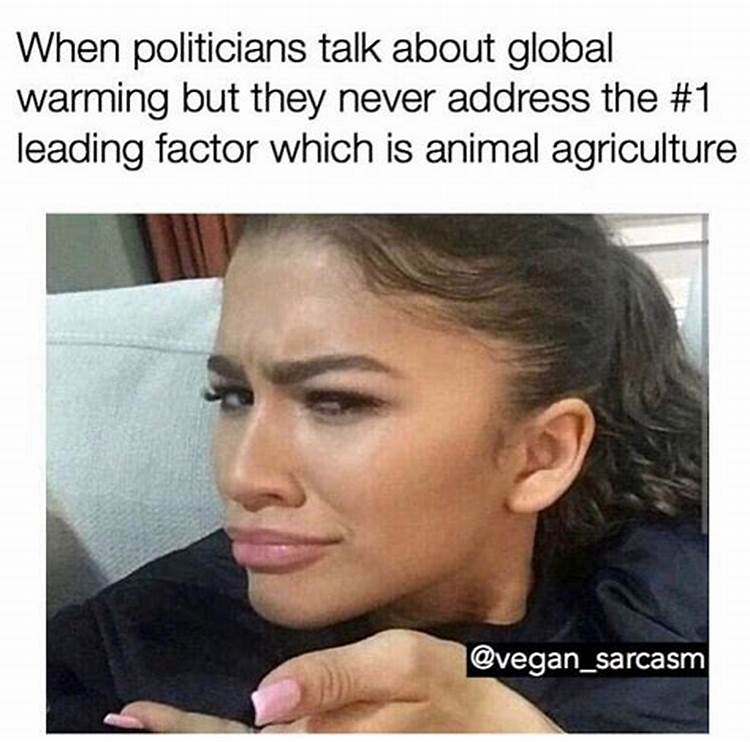 When politicians talk about global
warming but they never address the #1
leading factor which is animal agriculture
@vegan_sarcasm